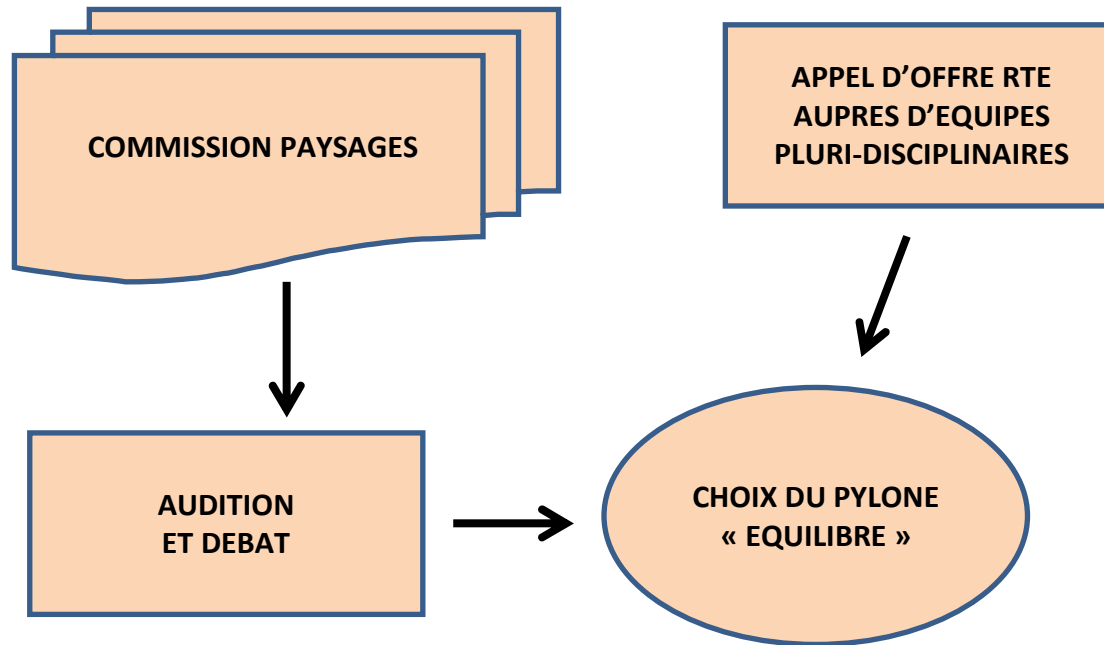 COMMISSION PAYSAGES
APPEL D’OFFRE RTE
AUPRES D’EQUIPES
PLURI-DISCIPLINAIRES
AUDITION
ET DEBAT
CHOIX DU PYLONE
« EQUILIBRE »